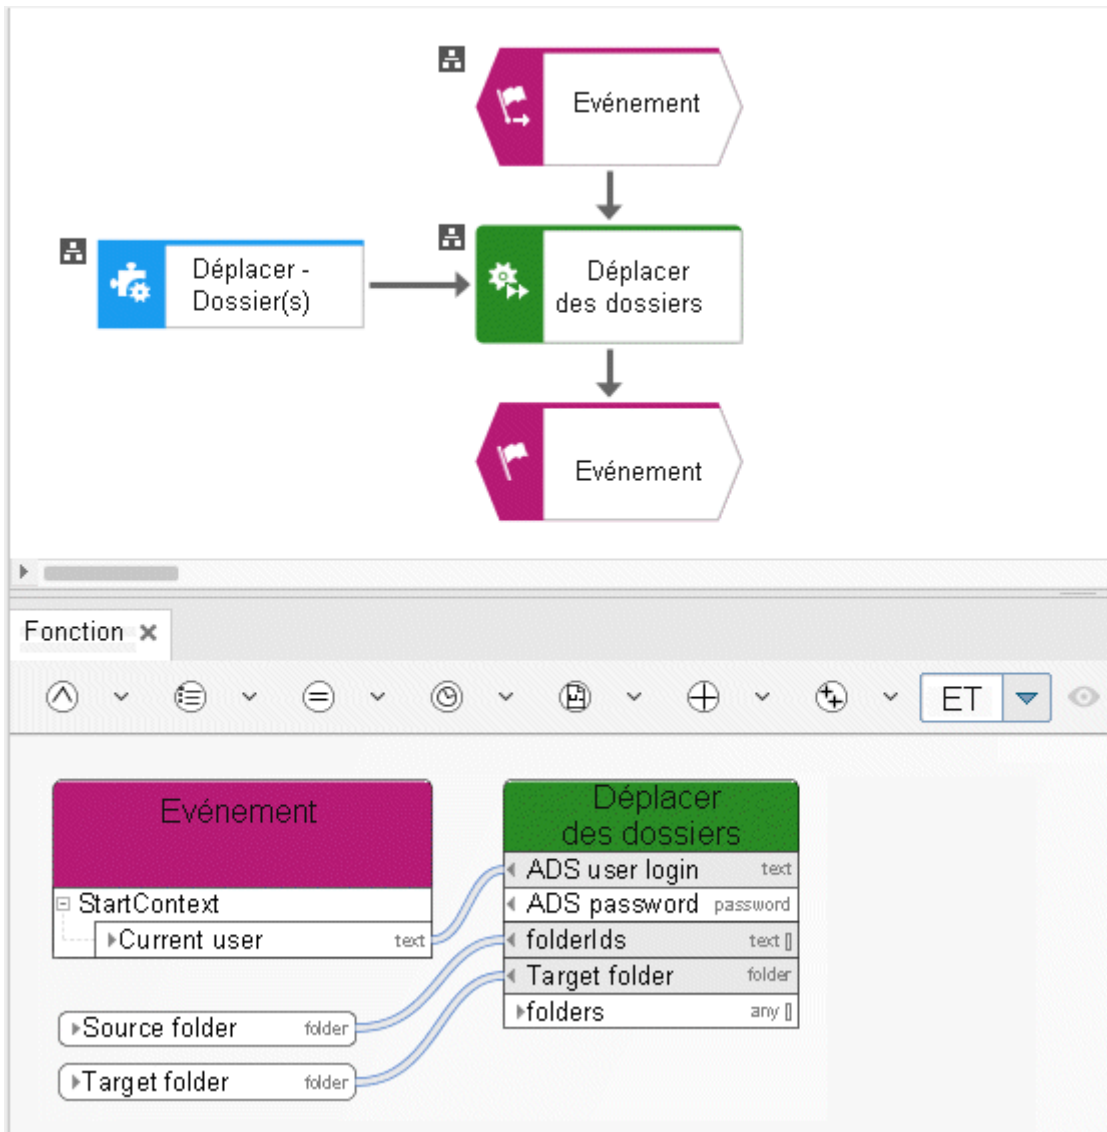 Evénement
Déplacer -
Dossier(s)
Déplacer
des dossiers
Evénement
Fonction
ET
Evénement
StartContext
Current user text
Source folder folder
Target folder folder
Déplacer
des dossiers
ADS user login text
ADS password password
folderIds text []
Target folder folder
folders any []